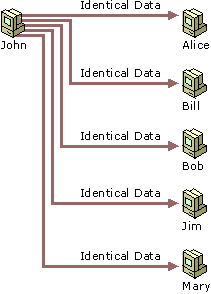 Identical Data
John
Alice
Identical Data
Bill
Identical Data
Bob
Identical Data
Jim
Identical Data
Mary